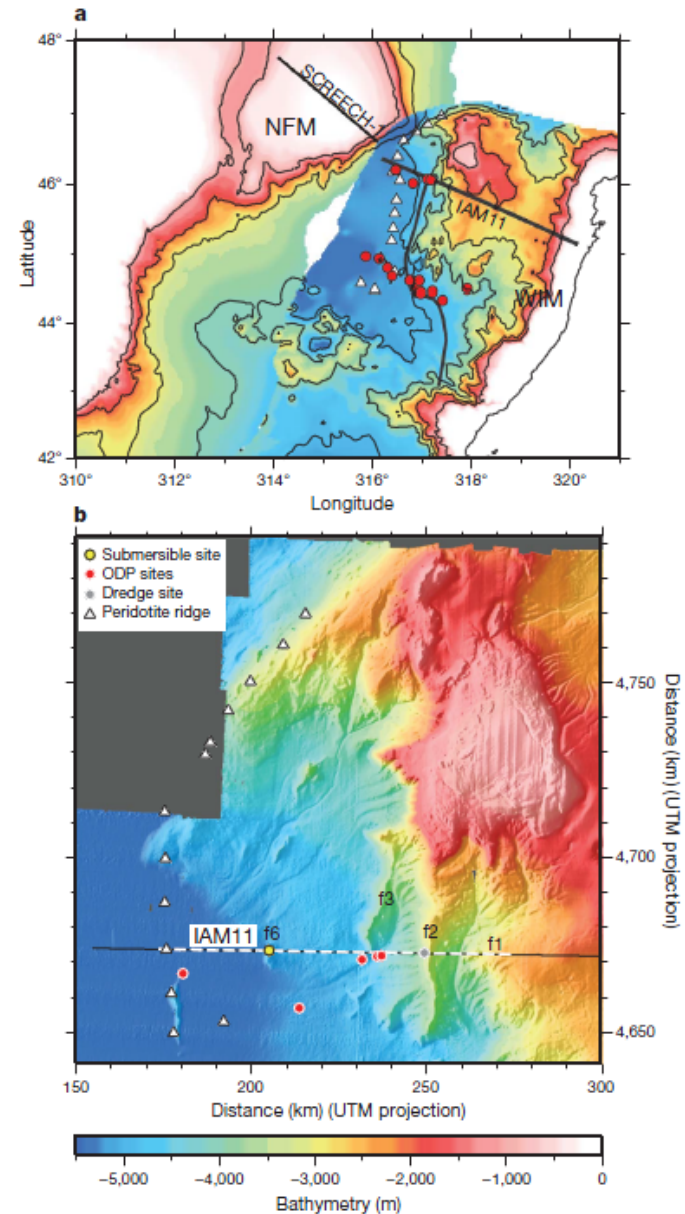 a
48°
46°
44°
42°
Latitude
310°
312°
314°
316°
318°
320°
Longitude
NFM
SCREECH-1
IAM11
WIM
b
Submersible site
ODP sites
Dredge site
Peridotite ridge
4,750
4,700
4,650
Distance (km) (UTM projection)
f3
IAM11
f6
f2
f1
150
200
250
300
Distance (km) (UTM projection)
−5,000
−4,000
−3,000
−2,000
−1,000
0
Bathymetry (m)